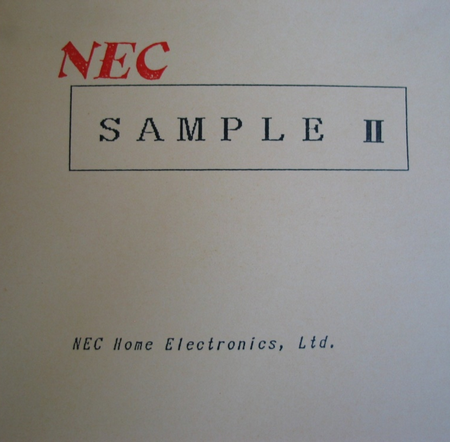 NEC
SAMPLE II
NEC Home Electronics, Ltd.